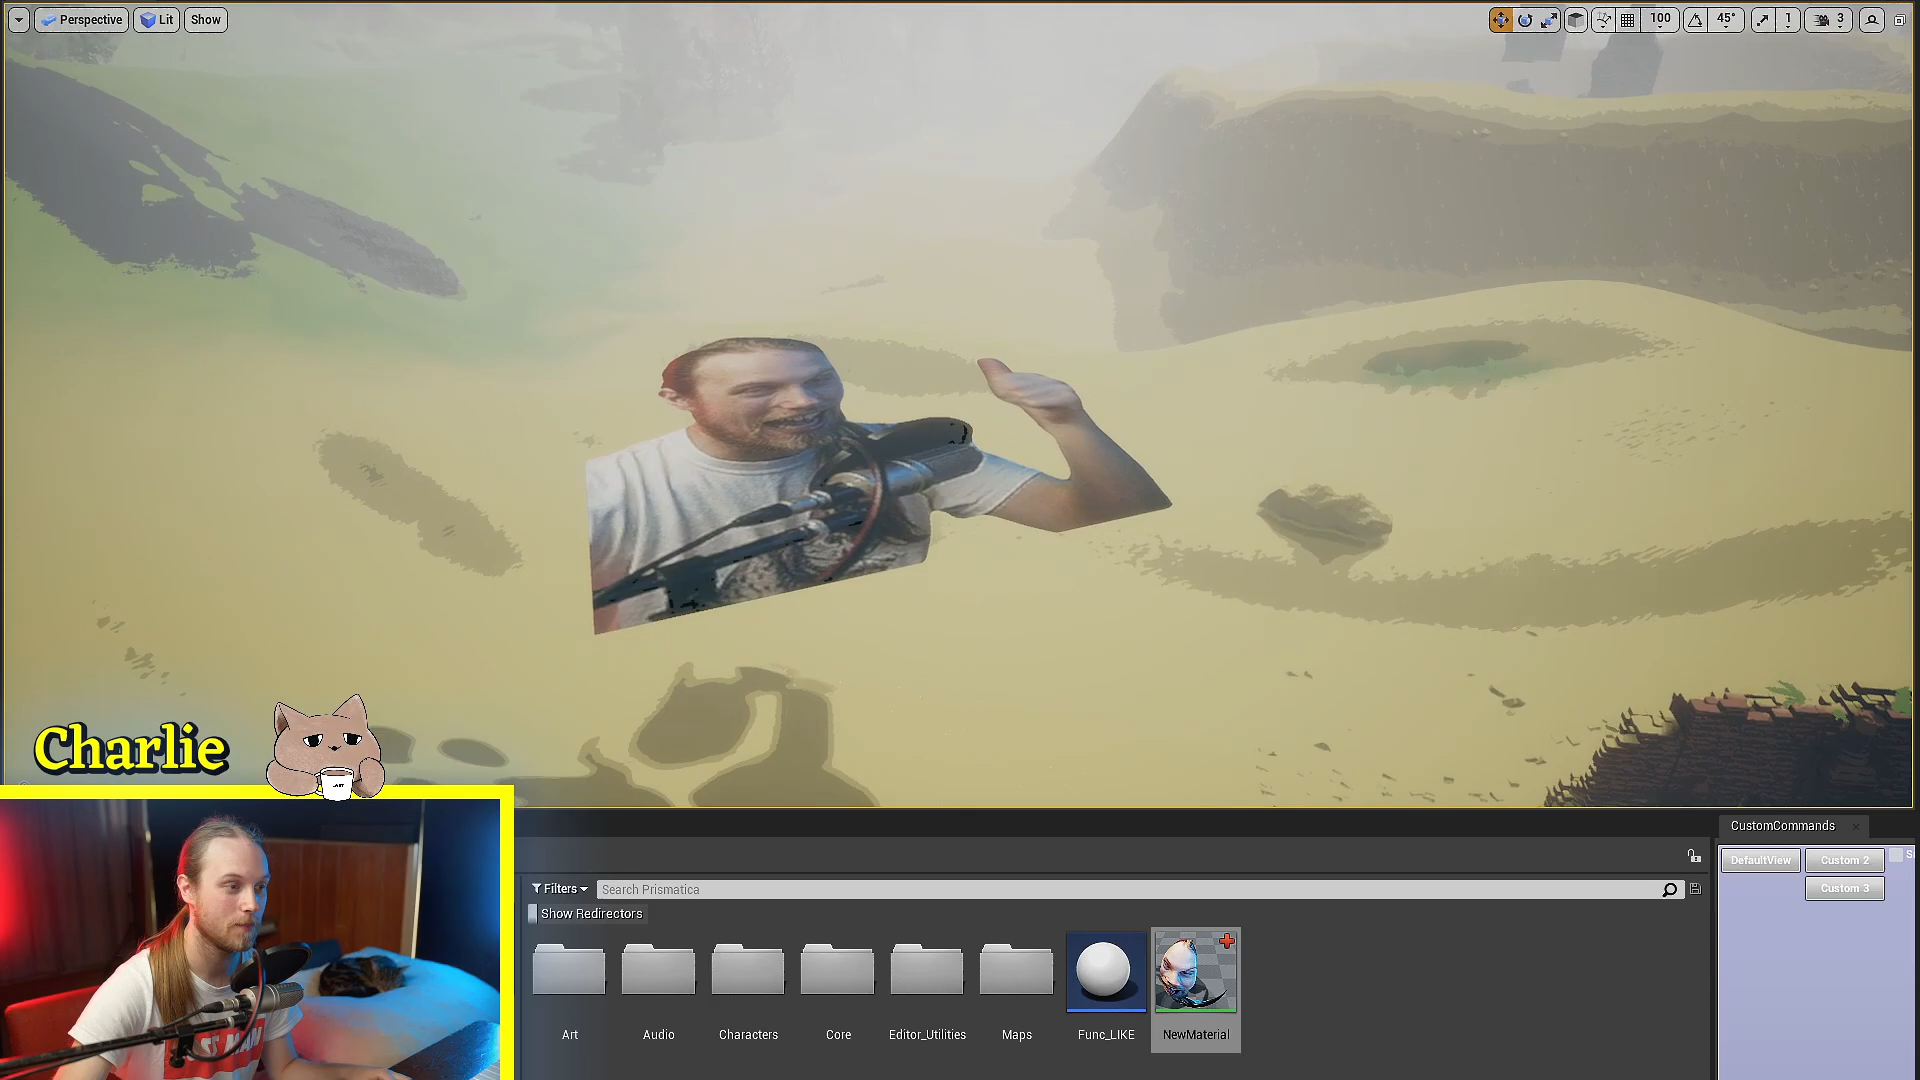 Perspective
Lit
Show
100
45°
1
3
Charlie
CustomCommands
DefaultView
Custom 2
Custom 3
Filters
Search Prismatica
Show Redirectors
Art
Audio
Characters
Core
Editor_Utilities
Maps
Func_LIKE
NewMaterial